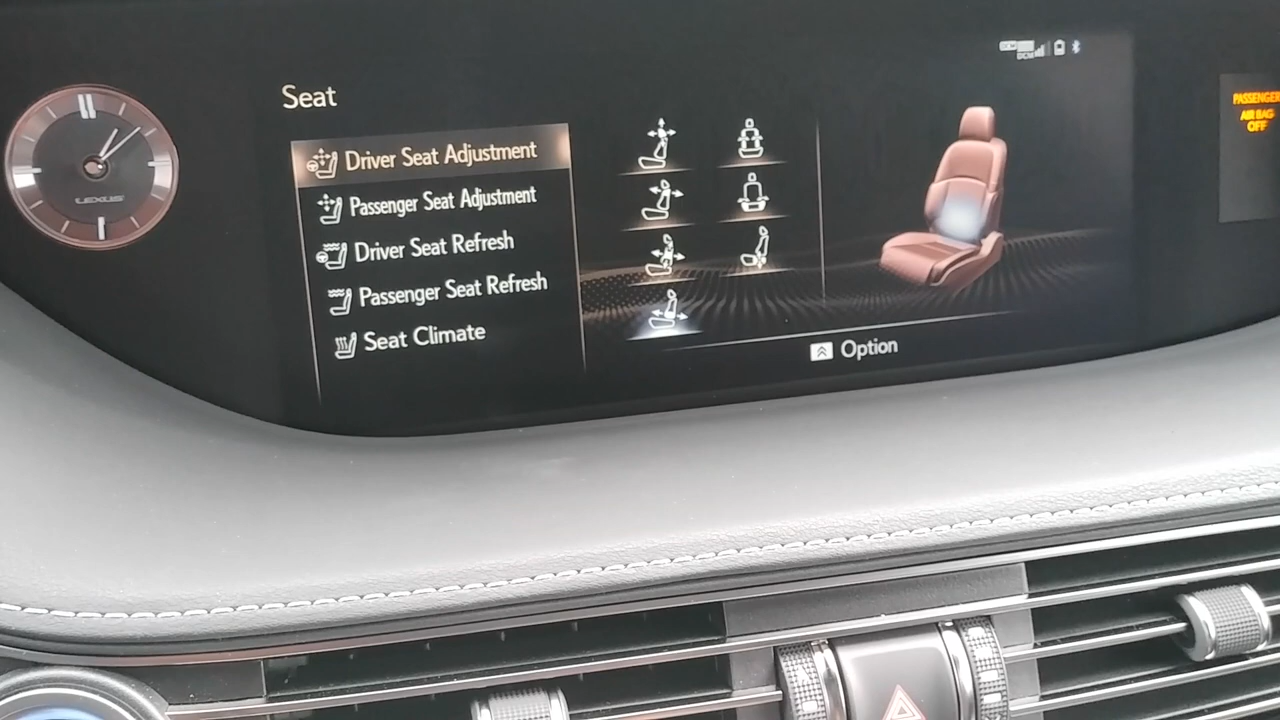 Seat
DCM
PASSENGER
AIR BAG
OFF
Driver Seat Adjustment
Passenger Seat Adjustment
Driver Seat Refresh
Passenger Seat Refresh
Seat Climate
LEXUS
Option